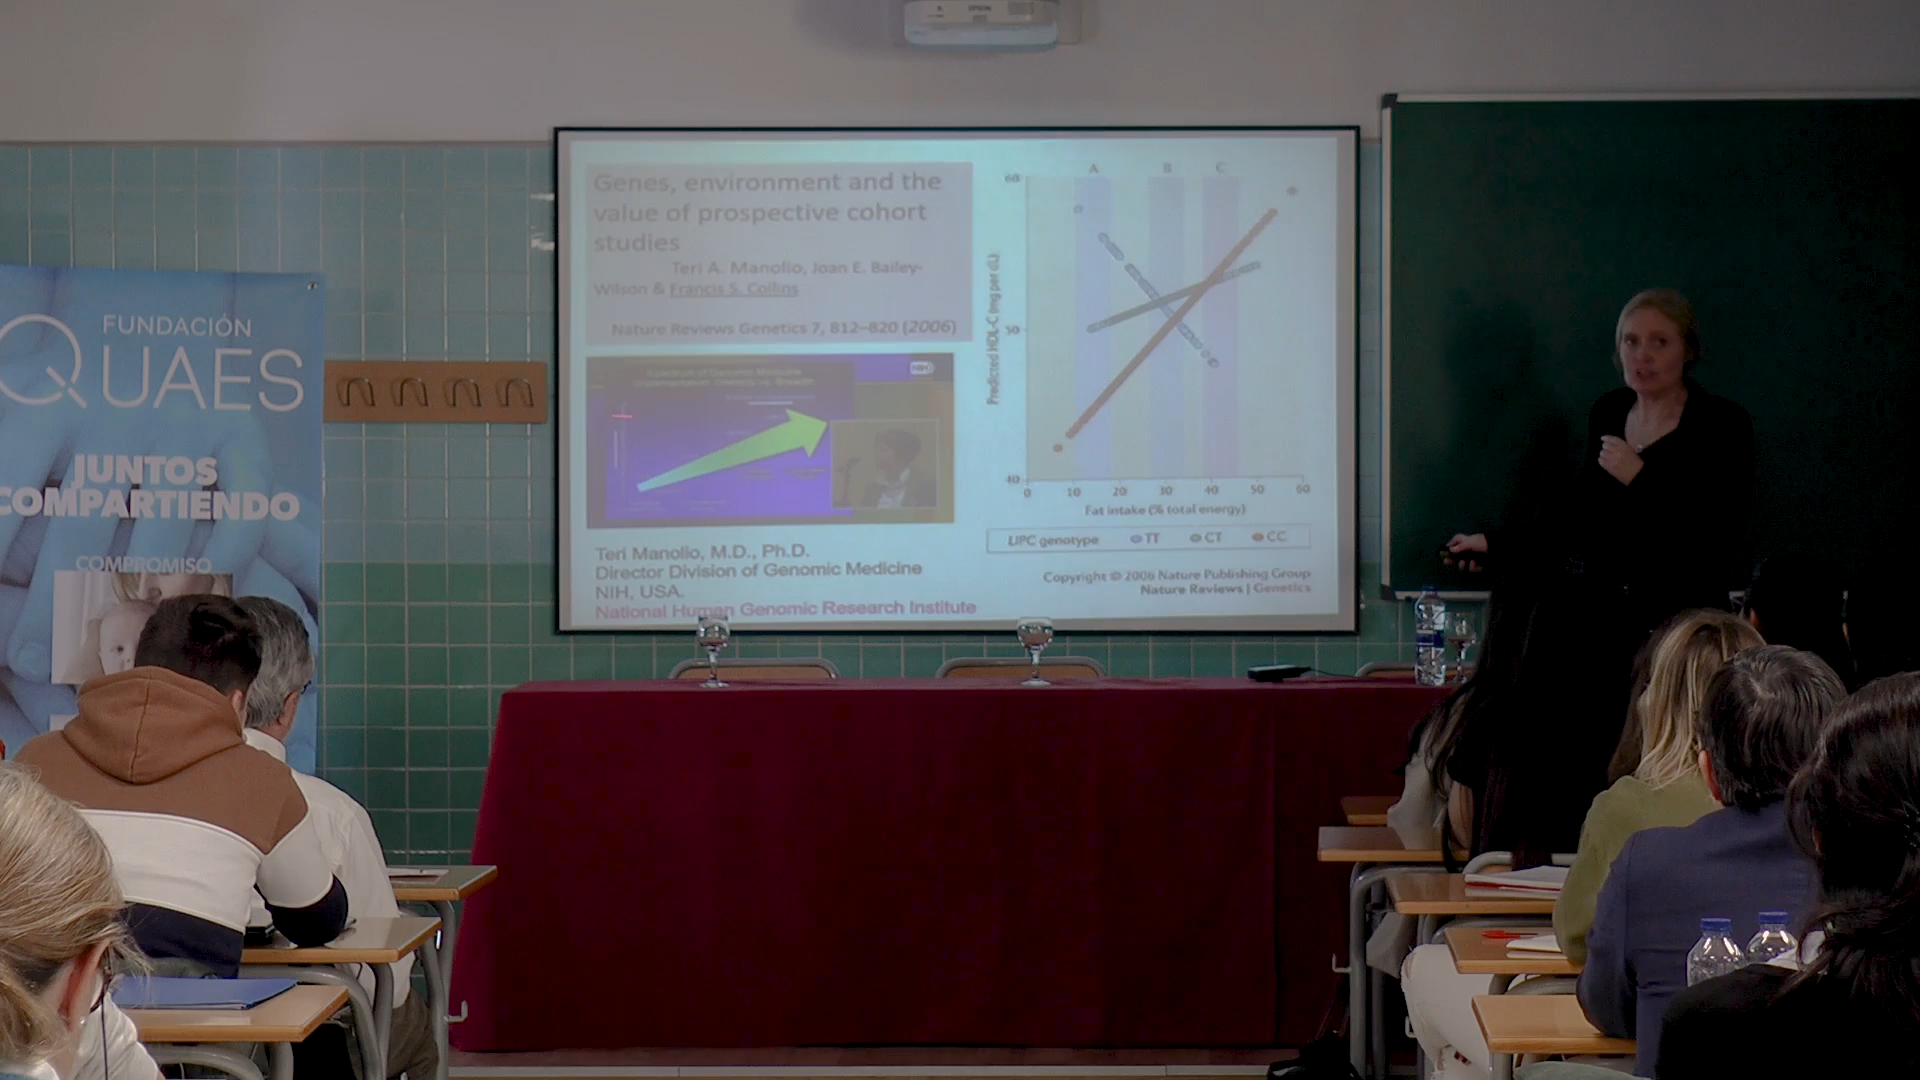 EPSON
FUNDACIÓN
QUAES
JUNTOS
COMPARTIENDO
COMPROMISO
Genes, environment and the
value of prospective cohort
studies
Teri A. Manolio, Joan E. Bailey-
Wilson & Francis S. Collins
Nature Reviews Genetics 7, 812–820 (2006)
NIH
Teri Manolio, M.D., Ph.D.
Director Division of Genomic Medicine
NIH, USA.
National Human Genomic Research Institute
A B C
60
50
40
Predicted HDL-C (mg per dL)
0 10 20 30 40 50 60
Fat intake (% total energy)
LIPC genotype TT CT CC
Copyright © 2006 Nature Publishing Group
Nature Reviews | Genetics